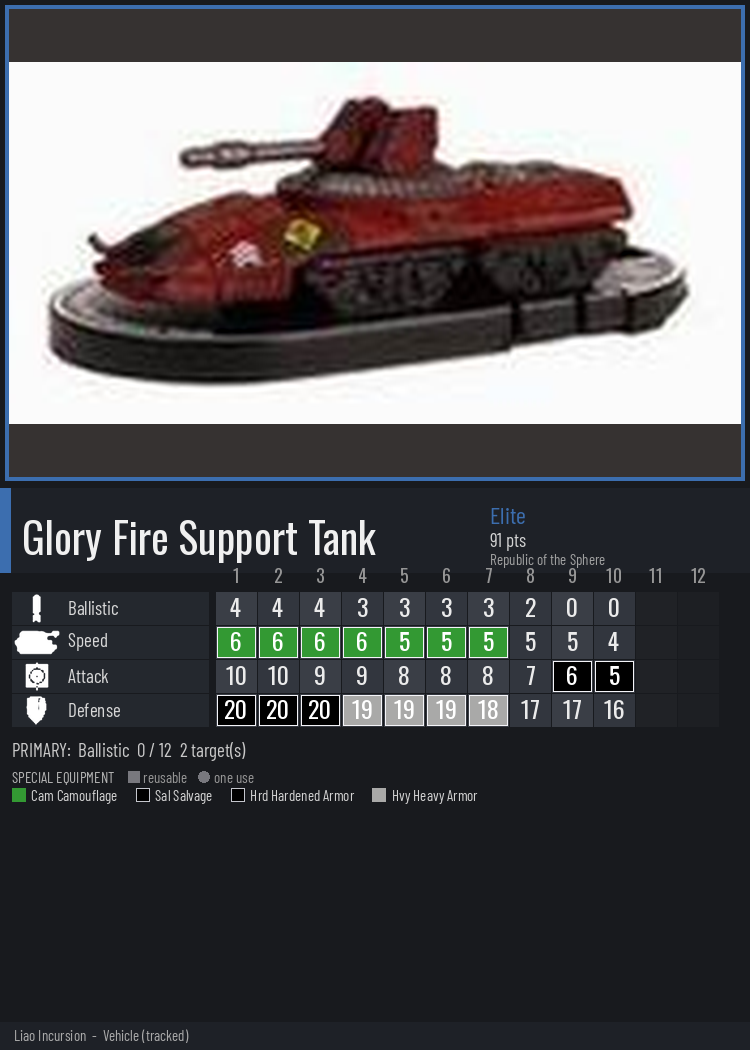 Glory Fire Support Tank
Elite
91 pts
Republic of the Sphere
1 2 3 4 5 6 7 8 9 10 11 12
Ballistic 4 4 4 3 3 3 3 2 0 0
Speed 6 6 6 6 5 5 5 5 5 4
Attack 10 10 9 9 8 8 8 7 6 5
Defense 20 20 20 19 19 19 18 17 17 16
PRIMARY: Ballistic 0 / 12 2 target(s)
SPECIAL EQUIPMENT reusable one use
Cam Camouflage Sal Salvage Hrd Hardened Armor Hvy Heavy Armor
Liao Incursion - Vehicle (tracked)